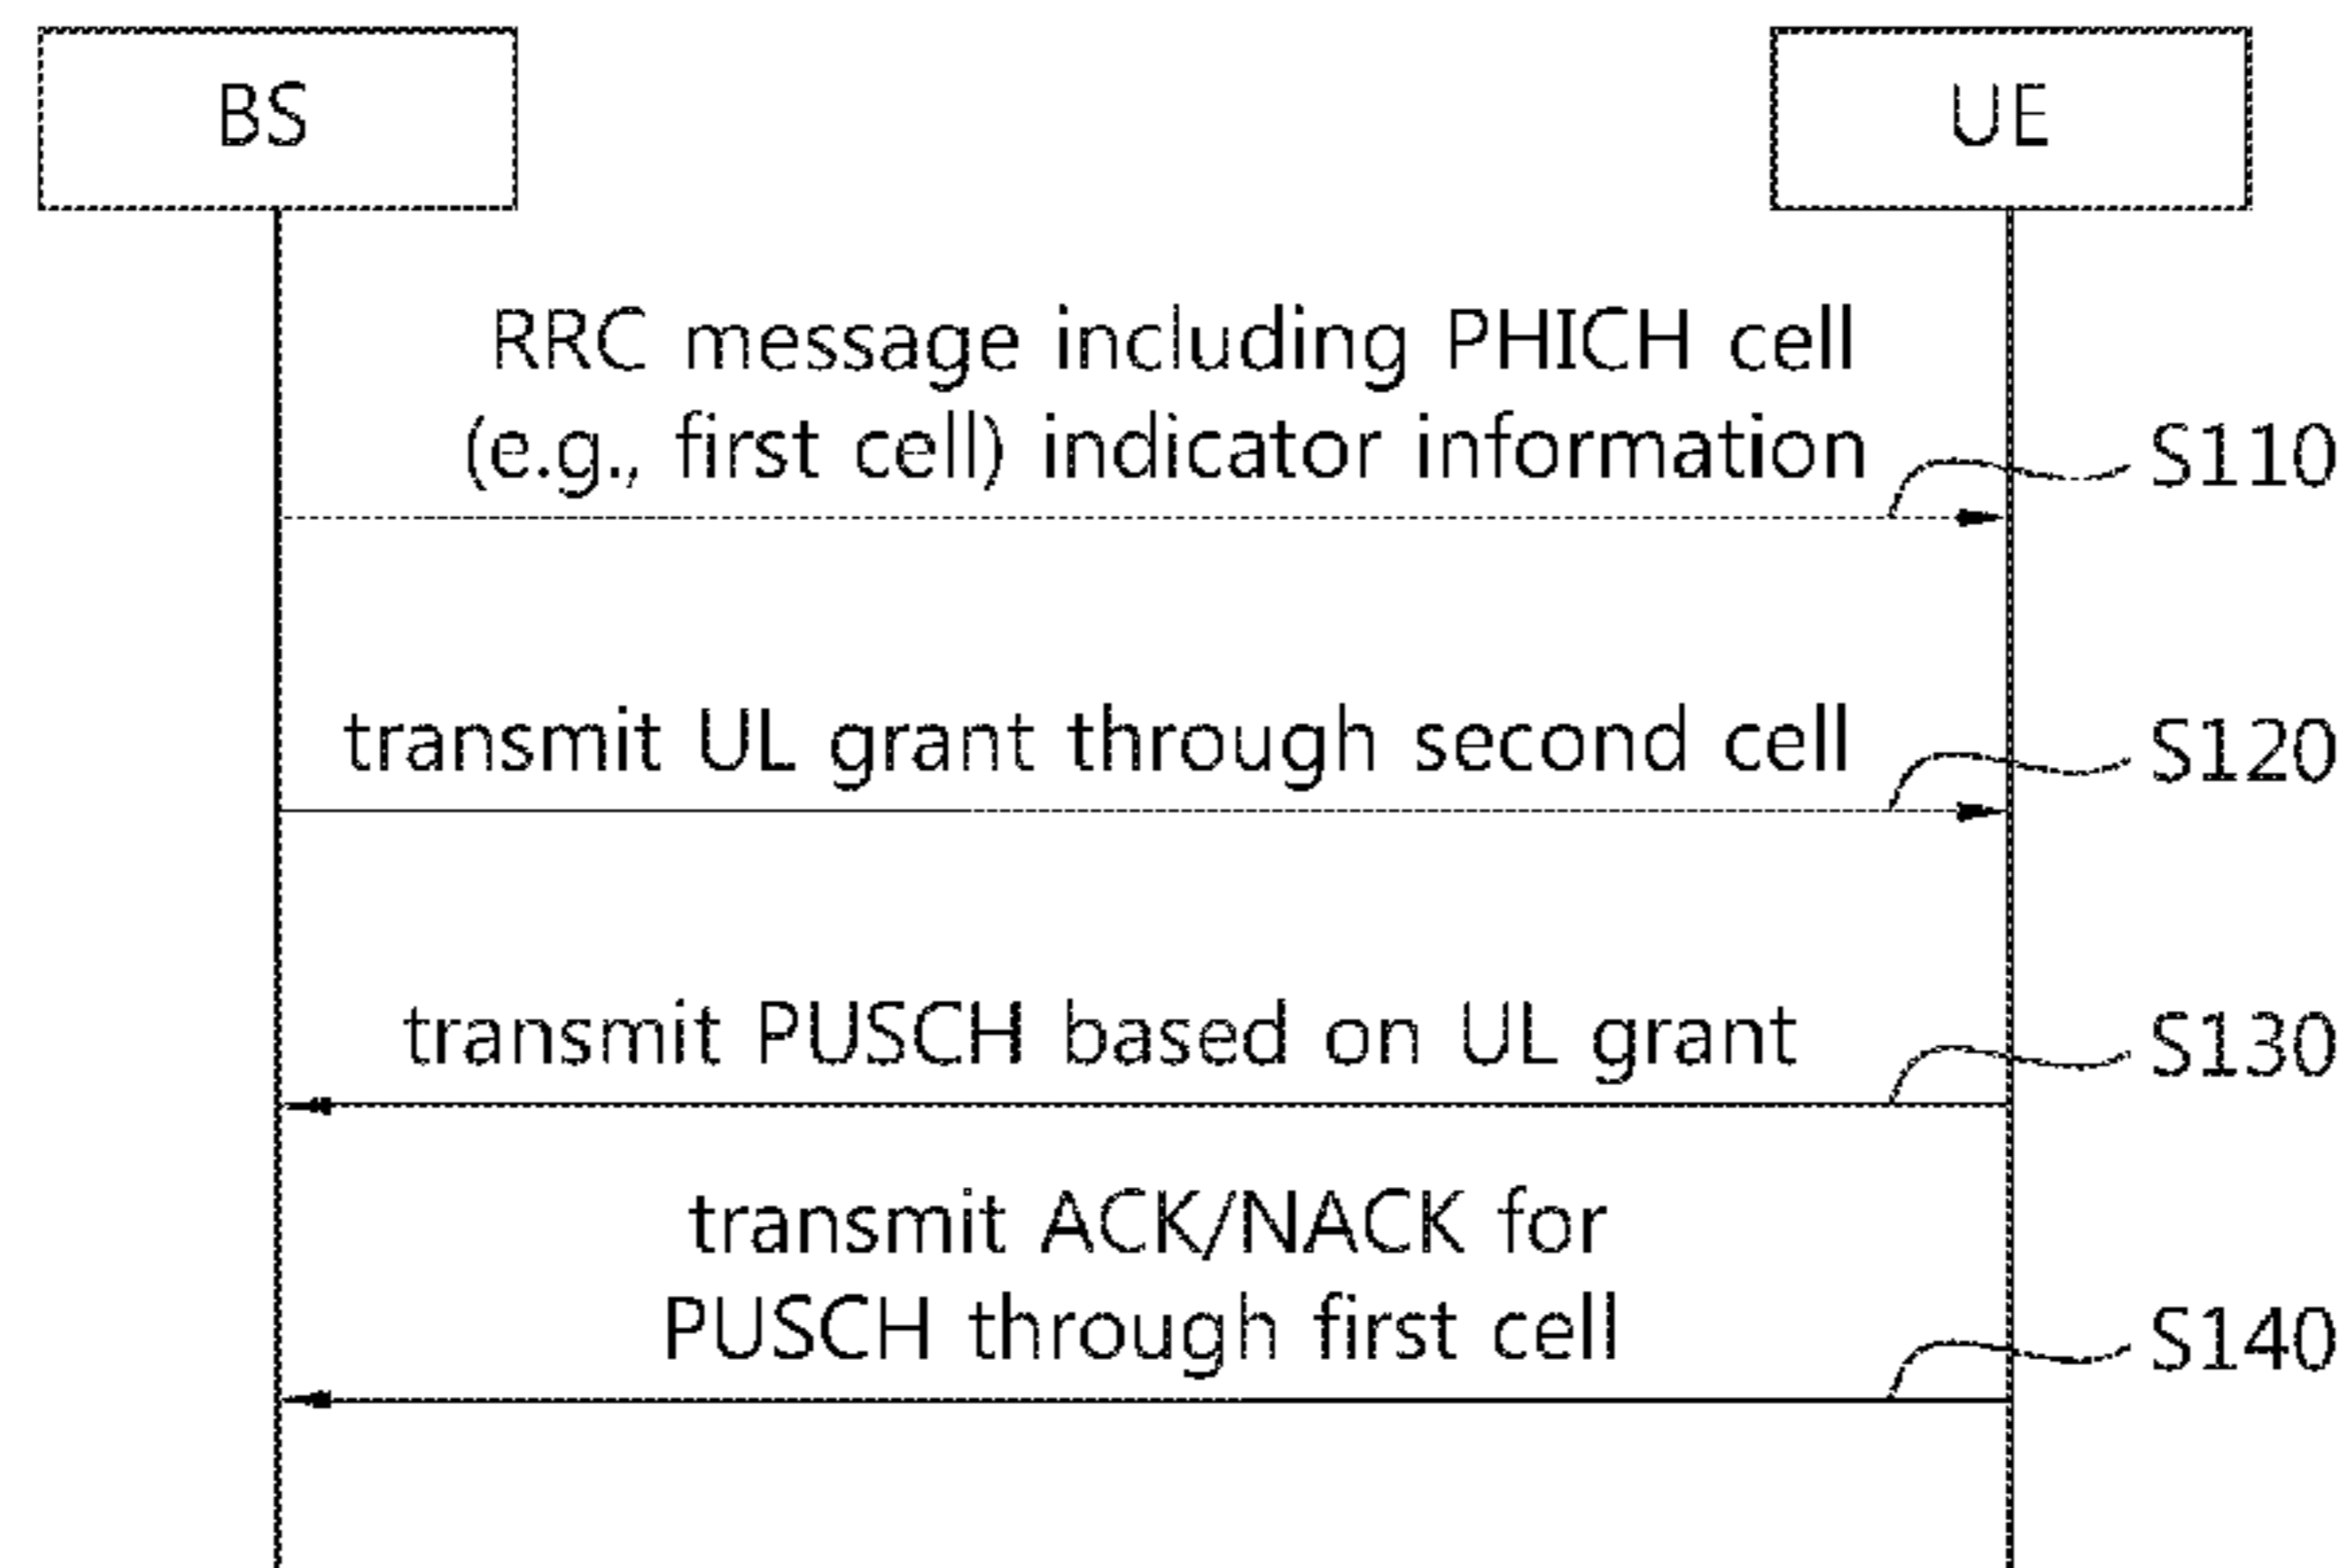 BS
UE
RRC message including PHICH cell
(e.g., first cell) indicator information
S110
transmit UL grant through second cell
S120
transmit PUSCH based on UL grant
S130
transmit ACK/NACK for
PUSCH through first cell
S140